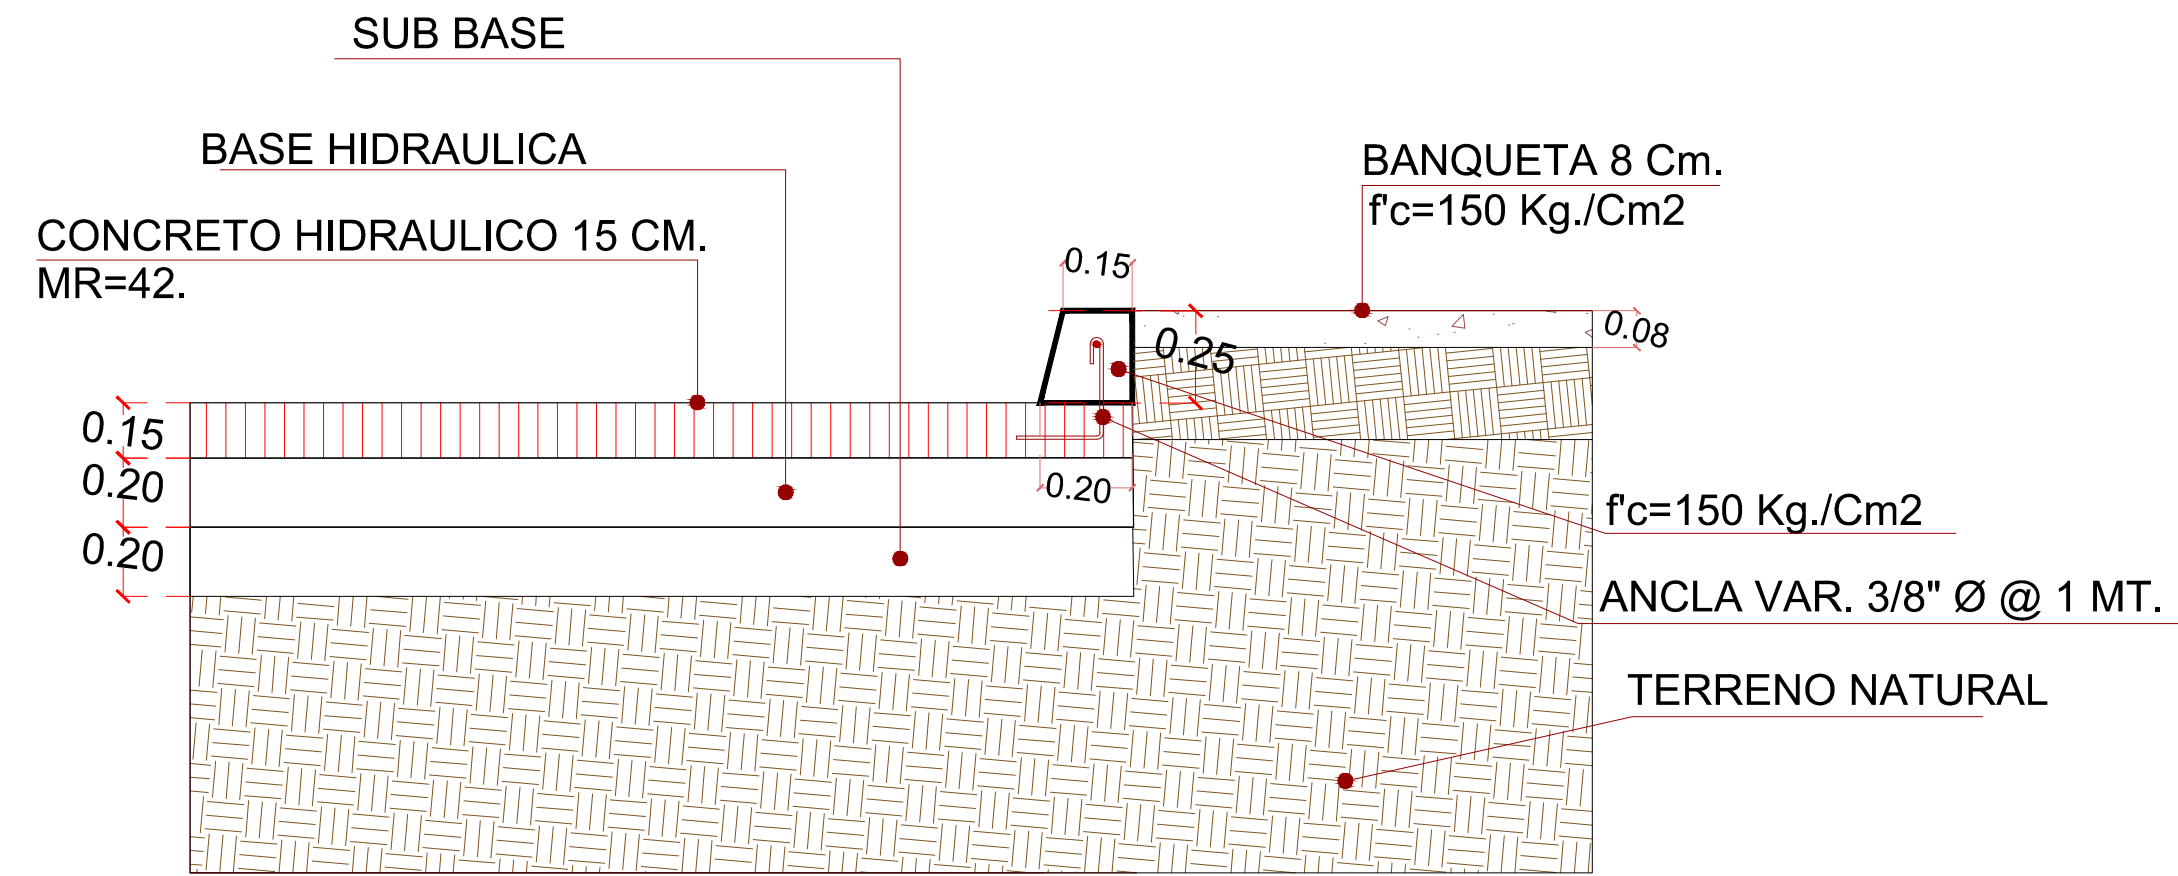 SUB BASE
BASE HIDRAULICA
BANQUETA 8 Cm.
f'c=150 Kg./Cm2
CONCRETO HIDRAULICO 15 CM.
MR=42.
0.15
0.25
0.08
0.15
0.20
0.20
0.20
f'c=150 Kg./Cm2
ANCLA VAR. 3/8" Ø @ 1 MT.
TERRENO NATURAL